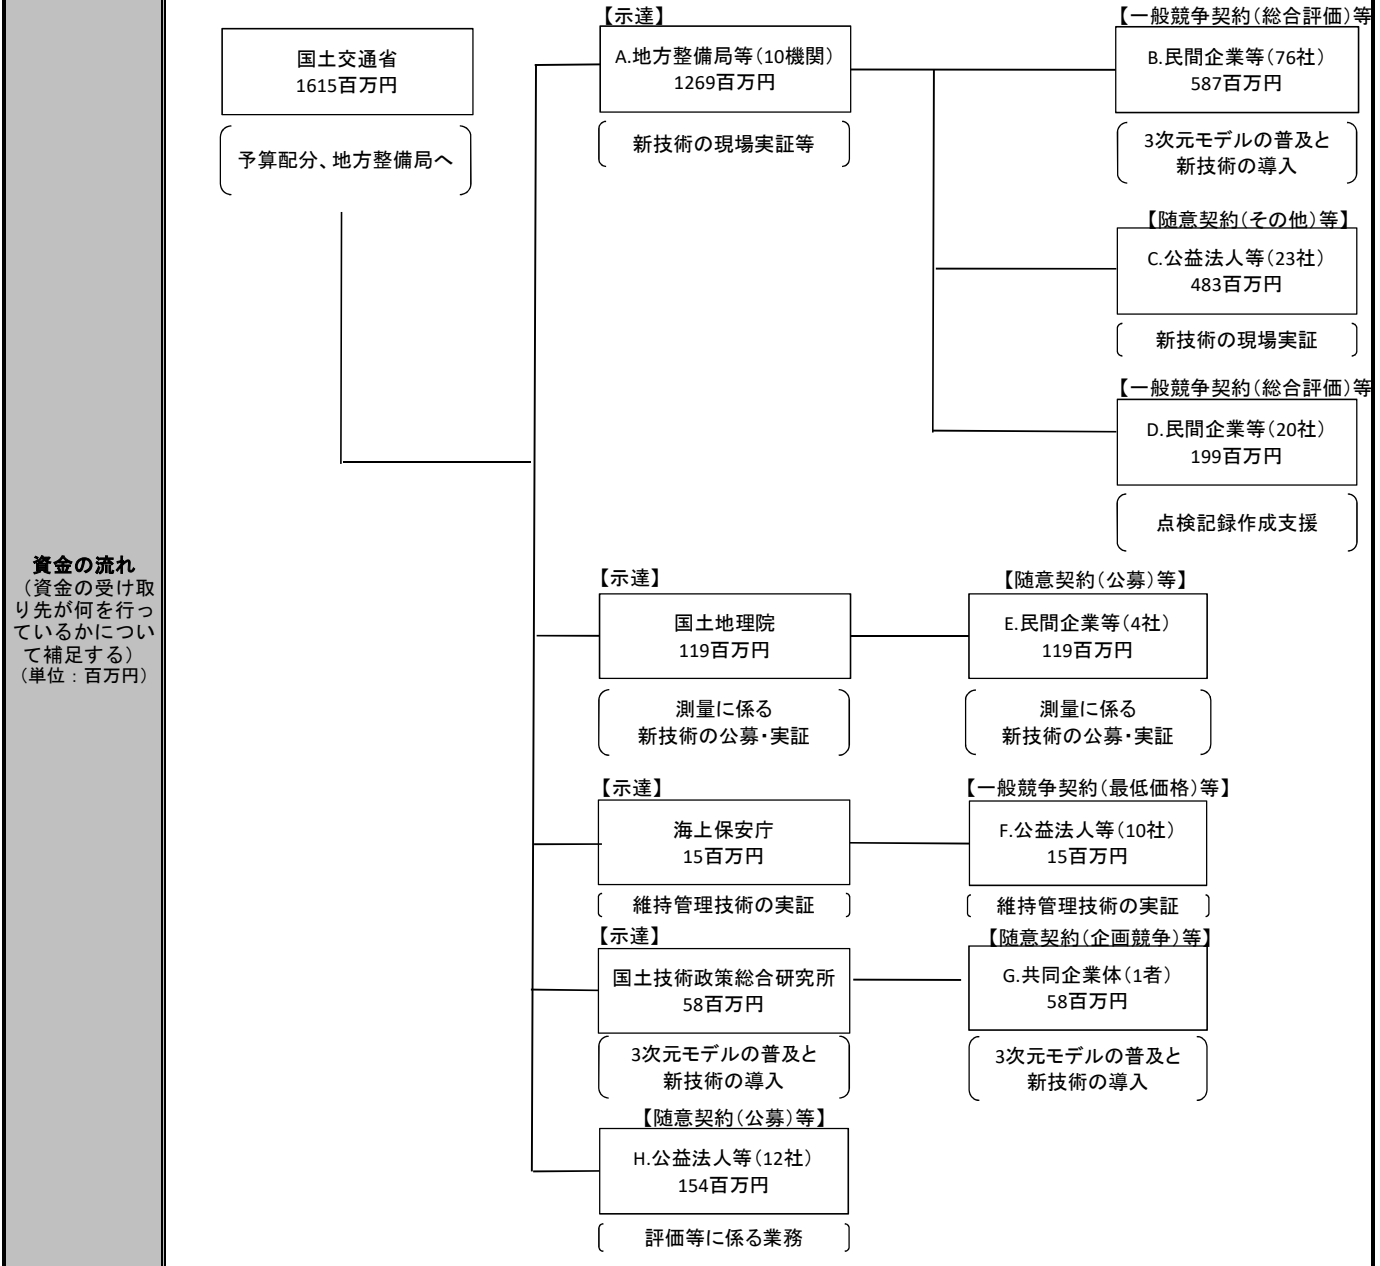 資金の流れ
(資金の受け取
り先が何を行っ
ているかについ
て補足する)
(単位：百万円)
国土交通省
1615百万円
予算配分、地方整備局へ
【示達】
A.地方整備局等(10機関)
1269百万円
新技術の現場実証等
【一般競争契約(総合評価)等
B.民間企業等(76社)
587百万円
3次元モデルの普及と
新技術の導入
【随意契約(その他)等】
C.公益法人等(23社)
483百万円
新技術の現場実証
【一般競争契約(総合評価)等
D.民間企業等(20社)
199百万円
点検記録作成支援
【示達】
国土地理院
119百万円
測量に係る
新技術の公募・実証
【随意契約(公募)等】
E.民間企業等(4社)
119百万円
測量に係る
新技術の公募・実証
【示達】
海上保安庁
15百万円
維持管理技術の実証
【一般競争契約(最低価格)等】
F.公益法人等(10社)
15百万円
維持管理技術の実証
【示達】
国土技術政策総合研究所
58百万円
3次元モデルの普及と
新技術の導入
【随意契約(企画競争)等】
G.共同企業体(1者)
58百万円
3次元モデルの普及と
新技術の導入
【随意契約(公募)等】
H.公益法人等(12社)
154百万円
評価等に係る業務